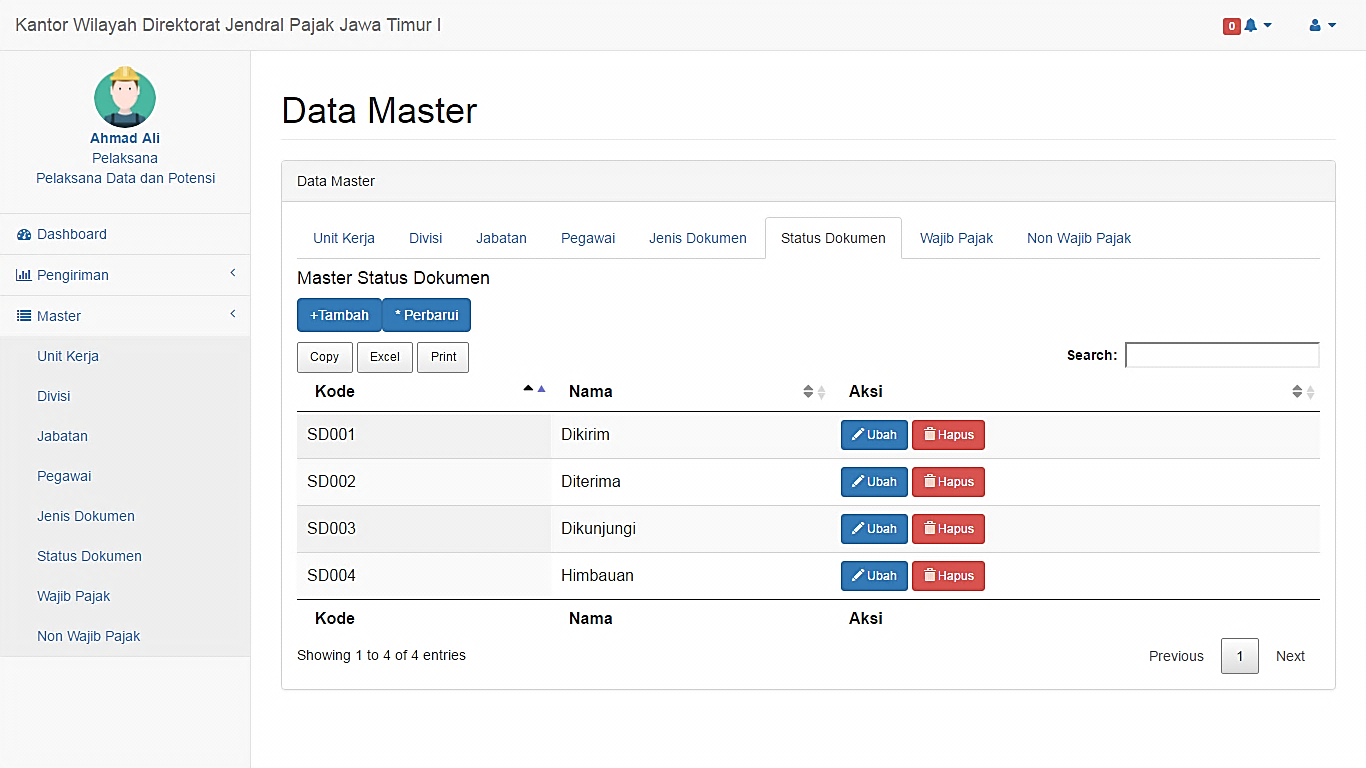 Kantor Wilayah Direktorat Jendral Pajak Jawa Timur I
0
Ahmad Ali
Pelaksana
Pelaksana Data dan Potensi
Dashboard
Pengiriman
Master
Unit Kerja
Divisi
Jabatan
Pegawai
Jenis Dokumen
Status Dokumen
Wajib Pajak
Non Wajib Pajak
Data Master
Data Master
Unit Kerja Divisi Jabatan Pegawai Jenis Dokumen Status Dokumen Wajib Pajak Non Wajib Pajak
Master Status Dokumen
+Tambah * Perbarui
Copy Excel Print Search:
Kode Nama Aksi
SD001 Dikirim Ubah Hapus
SD002 Diterima Ubah Hapus
SD003 Dikunjungi Ubah Hapus
SD004 Himbauan Ubah Hapus
Kode Nama Aksi
Showing 1 to 4 of 4 entries Previous 1 Next